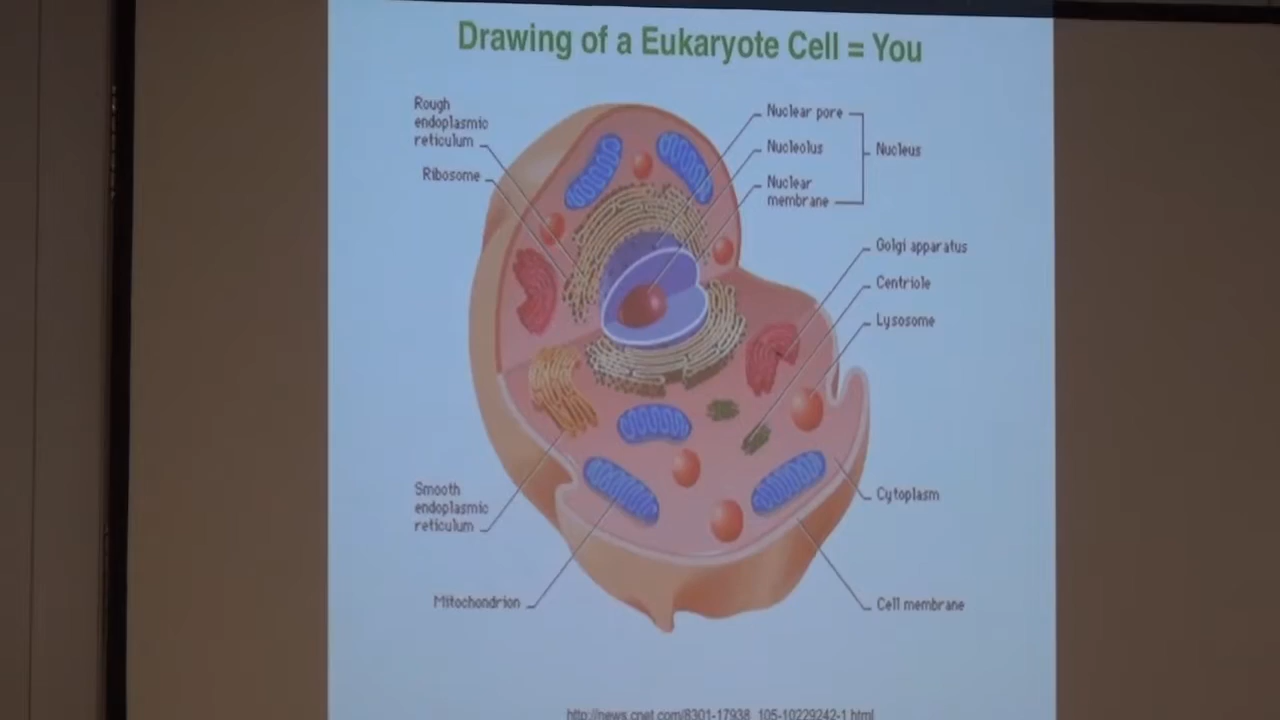 Drawing of a Eukaryote Cell = You
Rough
endoplasmic
reticulum
Ribosome
Nuclear pore
Nucleolus
Nuclear
membrane
Nucleus
Golgi apparatus
Centriole
Lysosome
Smooth
endoplasmic
reticulum
Mitochondrion
Cytoplasm
Cell membrane
http://news.cnet.com/8301-17938_105-10229242-1.html